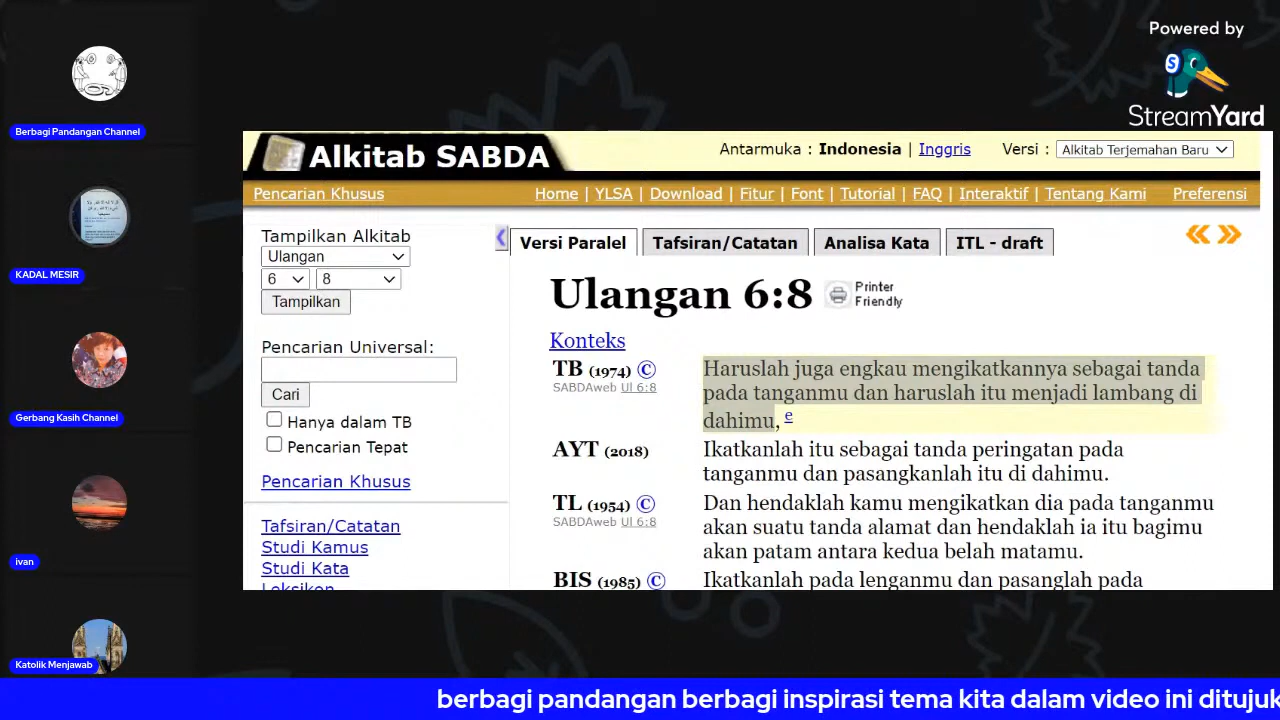 Powered by
StreamYard
Berbagi Pandangan Channel
KADAL MESIR
Gerbang Kasih Channel
ivan
Katolik Menjawab
Alkitab SABDA
Antarmuka : Indonesia | Inggris Versi : Alkitab Terjemahan Baru
Pencarian Khusus Home | YLSA | Download | Fitur | Font | Tutorial | FAQ | Interaktif | Tentang Kami Preferensi
Tampilkan Alkitab
Ulangan
6 8
Tampilkan
Pencarian Universal:
Cari
Hanya dalam TB
Pencarian Tepat
Pencarian Khusus
Tafsiran/Catatan
Studi Kamus
Studi Kata
Leksikon
Versi Paralel Tafsiran/Catatan Analisa Kata ITL - draft
Ulangan 6:8 Printer
Friendly
Konteks
TB (1974) © Haruslah juga engkau mengikatkannya sebagai tanda
SABDAweb Ul 6:8 pada tanganmu dan haruslah itu menjadi lambang di
dahimu, e
AYT (2018) Ikatkanlah itu sebagai tanda peringatan pada
tanganmu dan pasangkanlah itu di dahimu.
TL (1954) © Dan hendaklah kamu mengikatkan dia pada tanganmu
SABDAweb Ul 6:8 akan suatu tanda alamat dan hendaklah ia itu bagimu
akan patam antara kedua belah matamu.
BIS (1985) © Ikatkanlah pada lenganmu dan pasanglah pada
berbagi pandangan berbagi inspirasi tema kita dalam video ini ditujuk